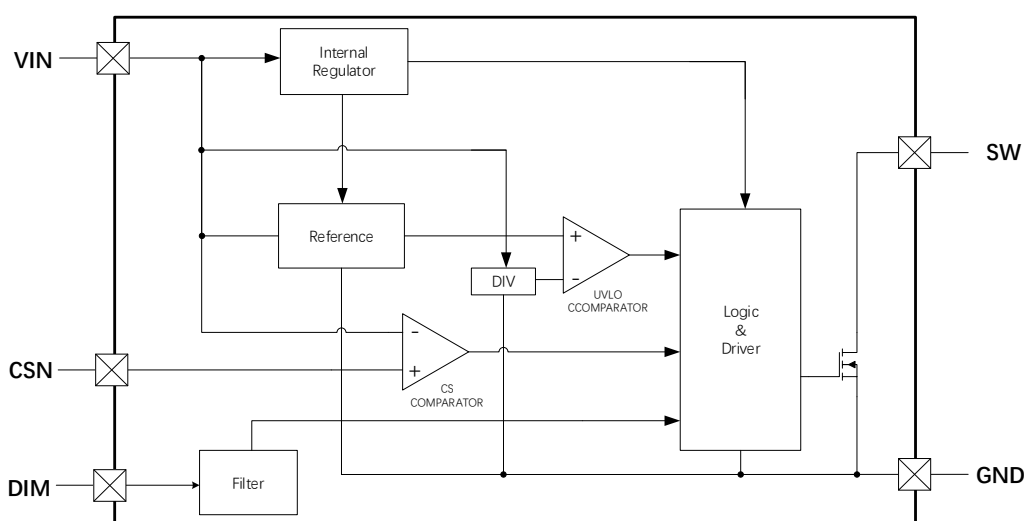 VIN
Internal
Regulator
SW
Reference
+
-
DIV
UVLO
CCOMPARATOR
Logic
&
Driver
-
+
CSN
CS
COMPARATOR
DIM
Filter
GND